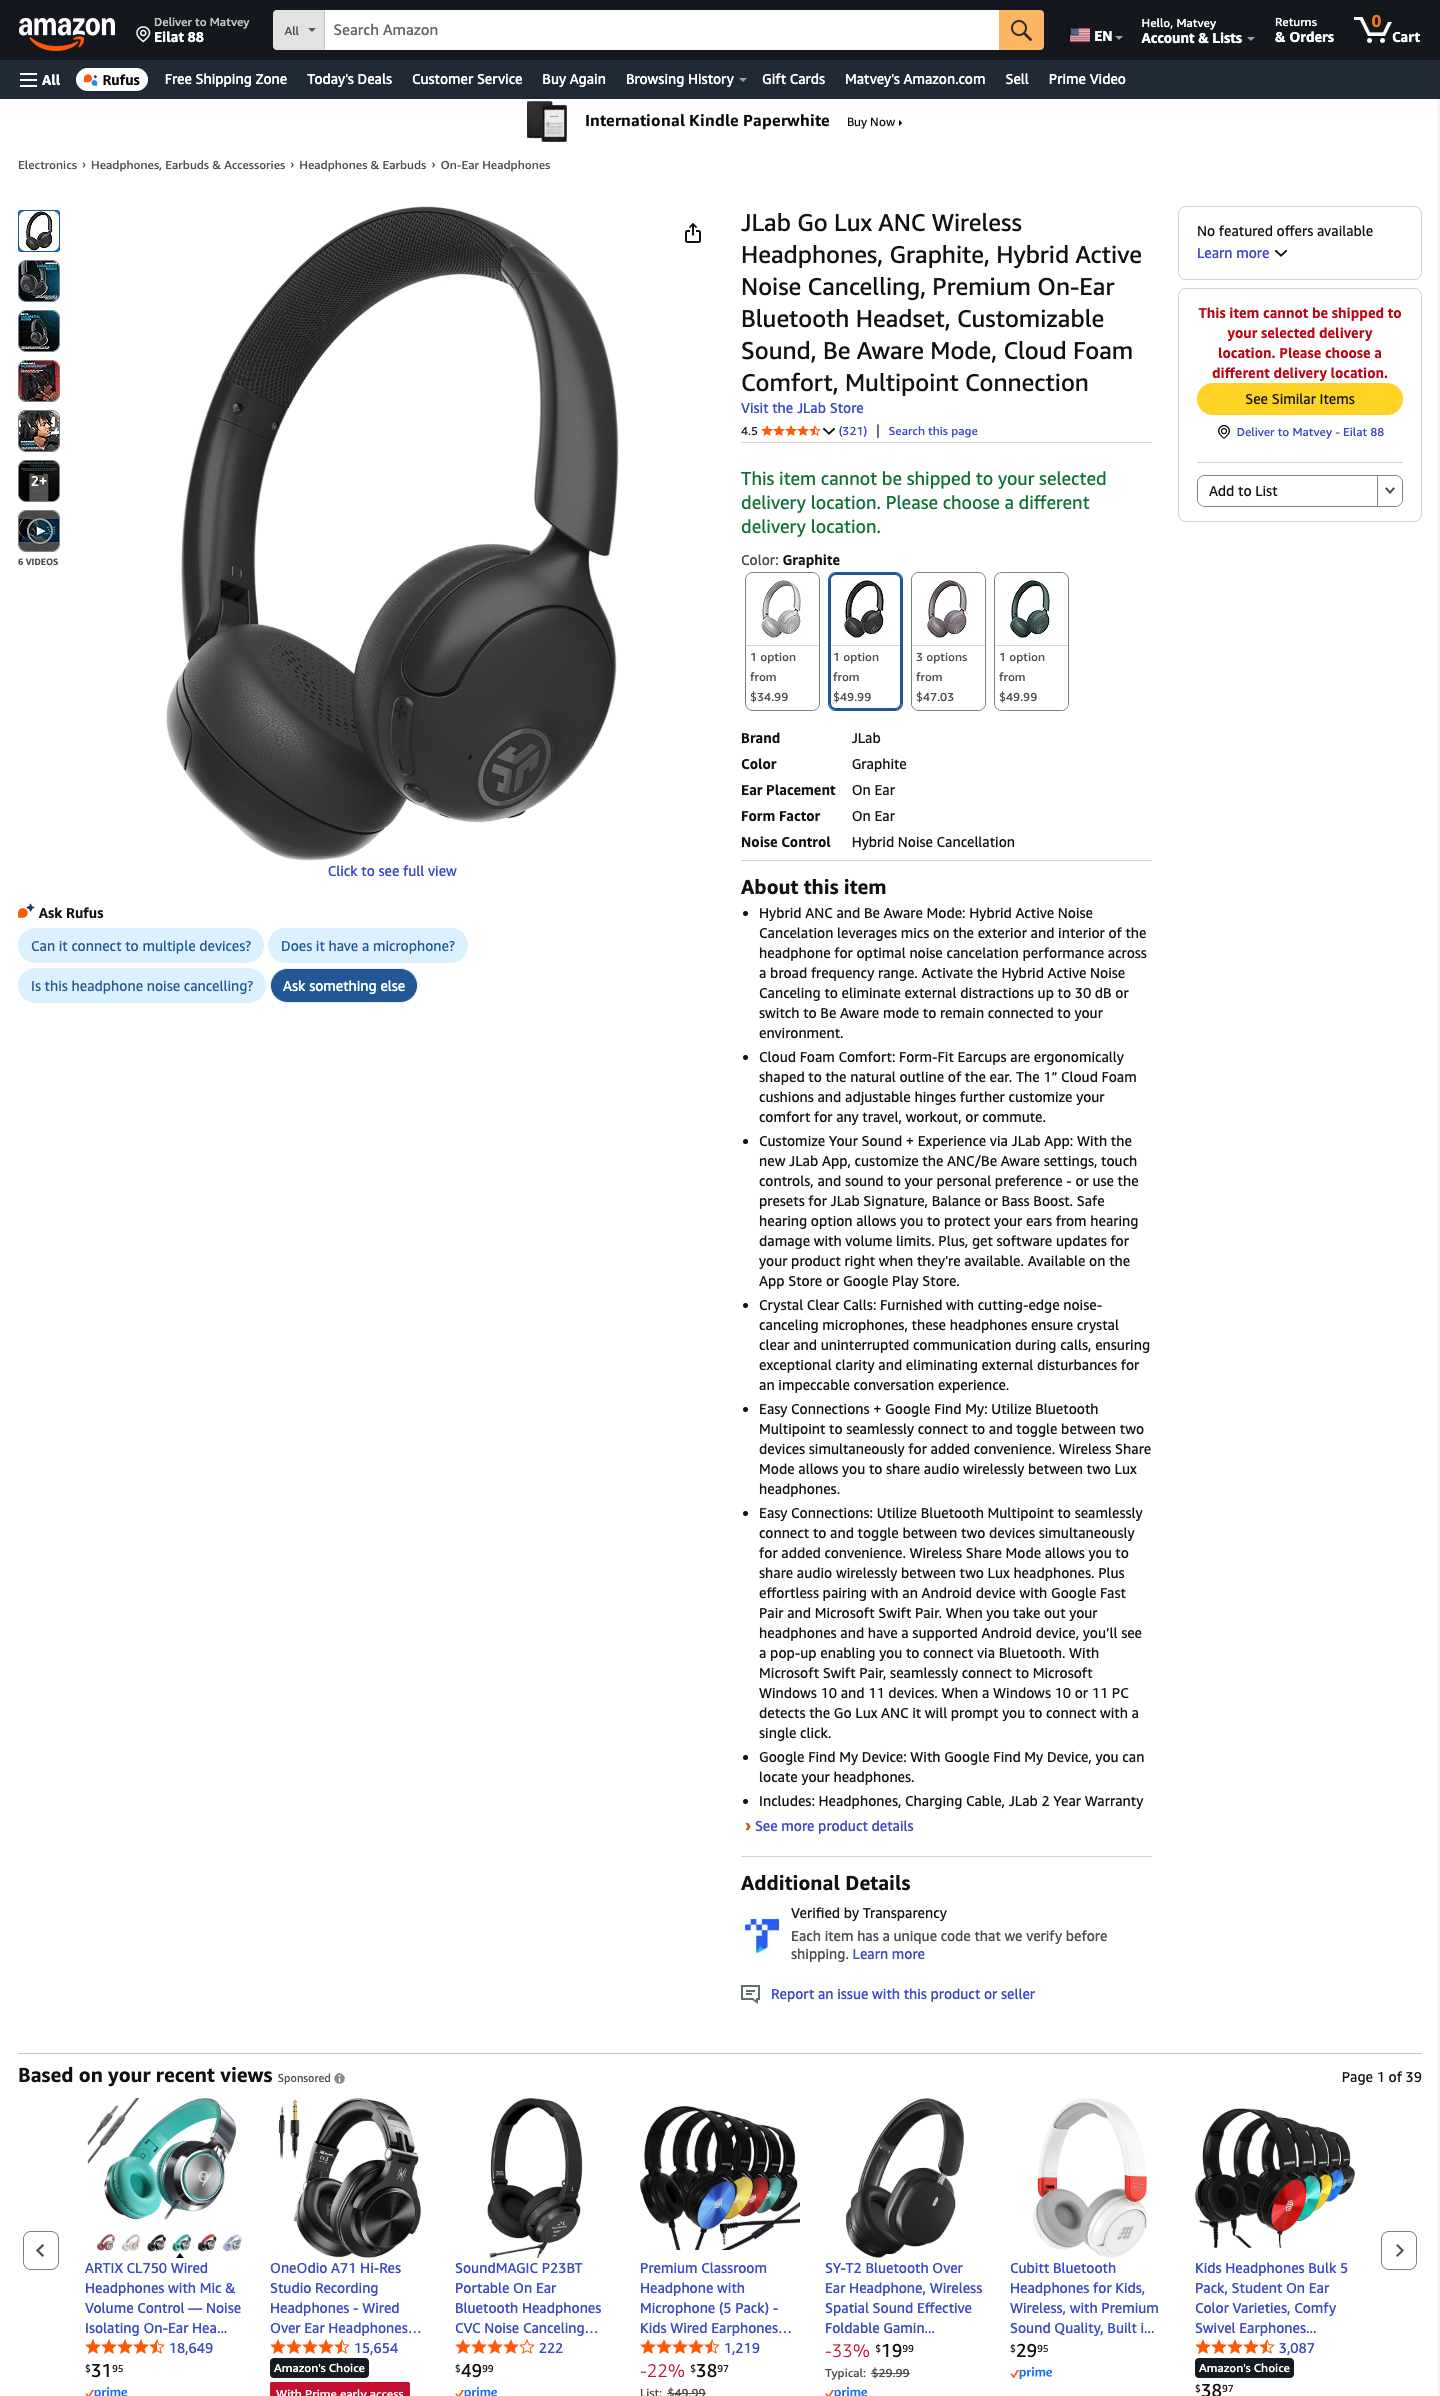 amazon
Deliver to Matvey
Eilat 88
All
Search Amazon
EN
Hello, Matvey
Account & Lists
Returns
& Orders
0
Cart
All
Rufus
Free Shipping Zone
Today's Deals
Customer Service
Buy Again
Browsing History
Gift Cards
Matvey's Amazon.com
Sell
Prime Video
International Kindle Paperwhite
Buy Now
Electronics › Headphones, Earbuds & Accessories › Headphones & Earbuds › On-Ear Headphones
2+
6 VIDEOS
Click to see full view
Ask Rufus
Can it connect to multiple devices?
Does it have a microphone?
Is this headphone noise cancelling?
Ask something else
JLab Go Lux ANC Wireless
Headphones, Graphite, Hybrid Active
Noise Cancelling, Premium On-Ear
Bluetooth Headset, Customizable
Sound, Be Aware Mode, Cloud Foam
Comfort, Multipoint Connection
Visit the JLab Store
4.5
(321) | Search this page
This item cannot be shipped to your selected
delivery location. Please choose a different
delivery location.
Color: Graphite
1 option
from
$34.99
1 option
from
$49.99
3 options
from
$47.03
1 option
from
$49.99
Brand JLab
Color Graphite
Ear Placement On Ear
Form Factor On Ear
Noise Control Hybrid Noise Cancellation
About this item
Hybrid ANC and Be Aware Mode: Hybrid Active Noise
Cancelation leverages mics on the exterior and interior of the
headphone for optimal noise cancelation performance across
a broad frequency range. Activate the Hybrid Active Noise
Canceling to eliminate external distractions up to 30 dB or
switch to Be Aware mode to remain connected to your
environment.
Cloud Foam Comfort: Form-Fit Earcups are ergonomically
shaped to the natural outline of the ear. The 1” Cloud Foam
cushions and adjustable hinges further customize your
comfort for any travel, workout, or commute.
Customize Your Sound + Experience via JLab App: With the
new JLab App, customize the ANC/Be Aware settings, touch
controls, and sound to your personal preference - or use the
presets for JLab Signature, Balance or Bass Boost. Safe
hearing option allows you to protect your ears from hearing
damage with volume limits. Plus, get software updates for
your product right when they're available. Available on the
App Store or Google Play Store.
Crystal Clear Calls: Furnished with cutting-edge noise-
canceling microphones, these headphones ensure crystal
clear and uninterrupted communication during calls, ensuring
exceptional clarity and eliminating external disturbances for
an impeccable conversation experience.
Easy Connections + Google Find My: Utilize Bluetooth
Multipoint to seamlessly connect to and toggle between two
devices simultaneously for added convenience. Wireless Share
Mode allows you to share audio wirelessly between two Lux
headphones.
Easy Connections: Utilize Bluetooth Multipoint to seamlessly
connect to and toggle between two devices simultaneously
for added convenience. Wireless Share Mode allows you to
share audio wirelessly between two Lux headphones. Plus
effortless pairing with an Android device with Google Fast
Pair and Microsoft Swift Pair. When you take out your
headphones and have a supported Android device, you’ll see
a pop-up enabling you to connect via Bluetooth. With
Microsoft Swift Pair, seamlessly connect to Microsoft
Windows 10 and 11 devices. When a Windows 10 or 11 PC
detects the Go Lux ANC it will prompt you to connect with a
single click.
Google Find My Device: With Google Find My Device, you can
locate your headphones.
Includes: Headphones, Charging Cable, JLab 2 Year Warranty
› See more product details
Additional Details
Verified by Transparency
Each item has a unique code that we verify before
shipping. Learn more
Report an issue with this product or seller
No featured offers available
Learn more
This item cannot be shipped to
your selected delivery
location. Please choose a
different delivery location.
See Similar Items
Deliver to Matvey - Eilat 88
Add to List
Based on your recent views Sponsored
Page 1 of 39
ARTIX CL750 Wired
Headphones with Mic &
Volume Control — Noise
Isolating On-Ear Hea...
18,649
$31.95
prime
OneOdio A71 Hi-Res
Studio Recording
Headphones - Wired
Over Ear Headphones...
15,654
Amazon's Choice
With Prime early access
SoundMAGIC P23BT
Portable On Ear
Bluetooth Headphones
CVC Noise Canceling...
222
$49.99
prime
Premium Classroom
Headphone with
Microphone (5 Pack) -
Kids Wired Earphones...
1,219
-22% $38.97
List: $49.99
SY-T2 Bluetooth Over
Ear Headphone, Wireless
Spatial Sound Effective
Foldable Gamin...
-33% $19.99
Typical: $29.99
prime
Cubitt Bluetooth
Headphones for Kids,
Wireless, with Premium
Sound Quality, Built i...
$29.95
prime
Kids Headphones Bulk 5
Pack, Student On Ear
Color Varieties, Comfy
Swivel Earphones...
3,087
Amazon's Choice
$38.97